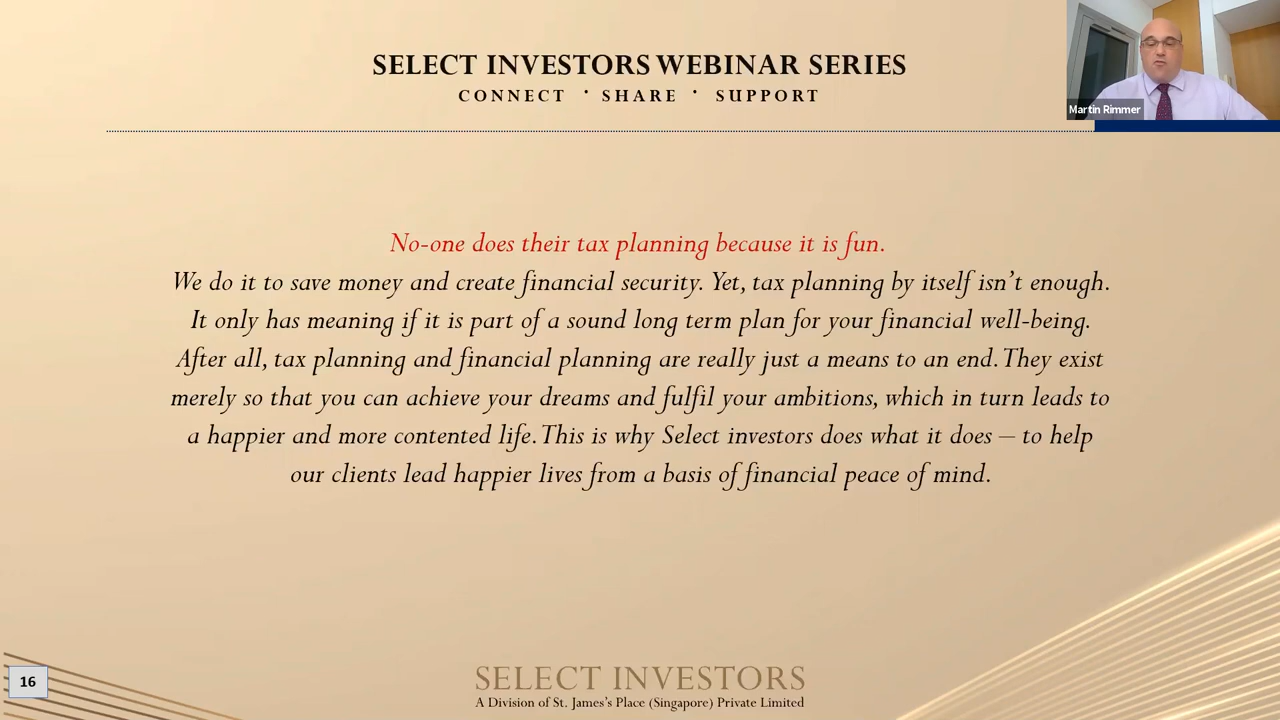 SELECT INVESTORS WEBINAR SERIES
CONNECT · SHARE · SUPPORT
Martin Rimmer
No-one does their tax planning because it is fun.
We do it to save money and create financial security. Yet, tax planning by itself isn’t enough.
It only has meaning if it is part of a sound long term plan for your financial well-being.
After all, tax planning and financial planning are really just a means to an end. They exist
merely so that you can achieve your dreams and fulfil your ambitions, which in turn leads to
a happier and more contented life. This is why Select investors does what it does – to help
our clients lead happier lives from a basis of financial peace of mind.
16
SELECT INVESTORS
A Division of St. James’s Place (Singapore) Private Limited